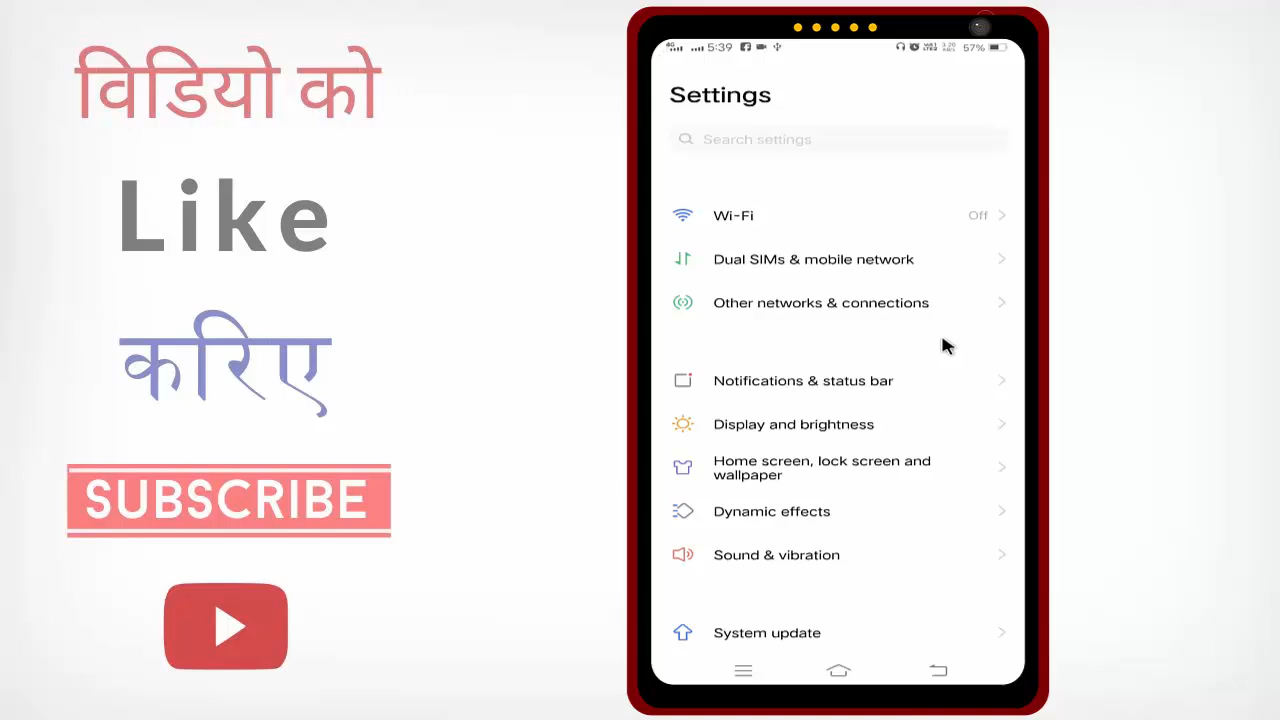 विडियो को
Like
करिए
SUBSCRIBE
4G 5:39 57%
Settings
Search settings
Wi-Fi Off
Dual SIMs & mobile network
Other networks & connections
Notifications & status bar
Display and brightness
Home screen, lock screen and
wallpaper
Dynamic effects
Sound & vibration
System update